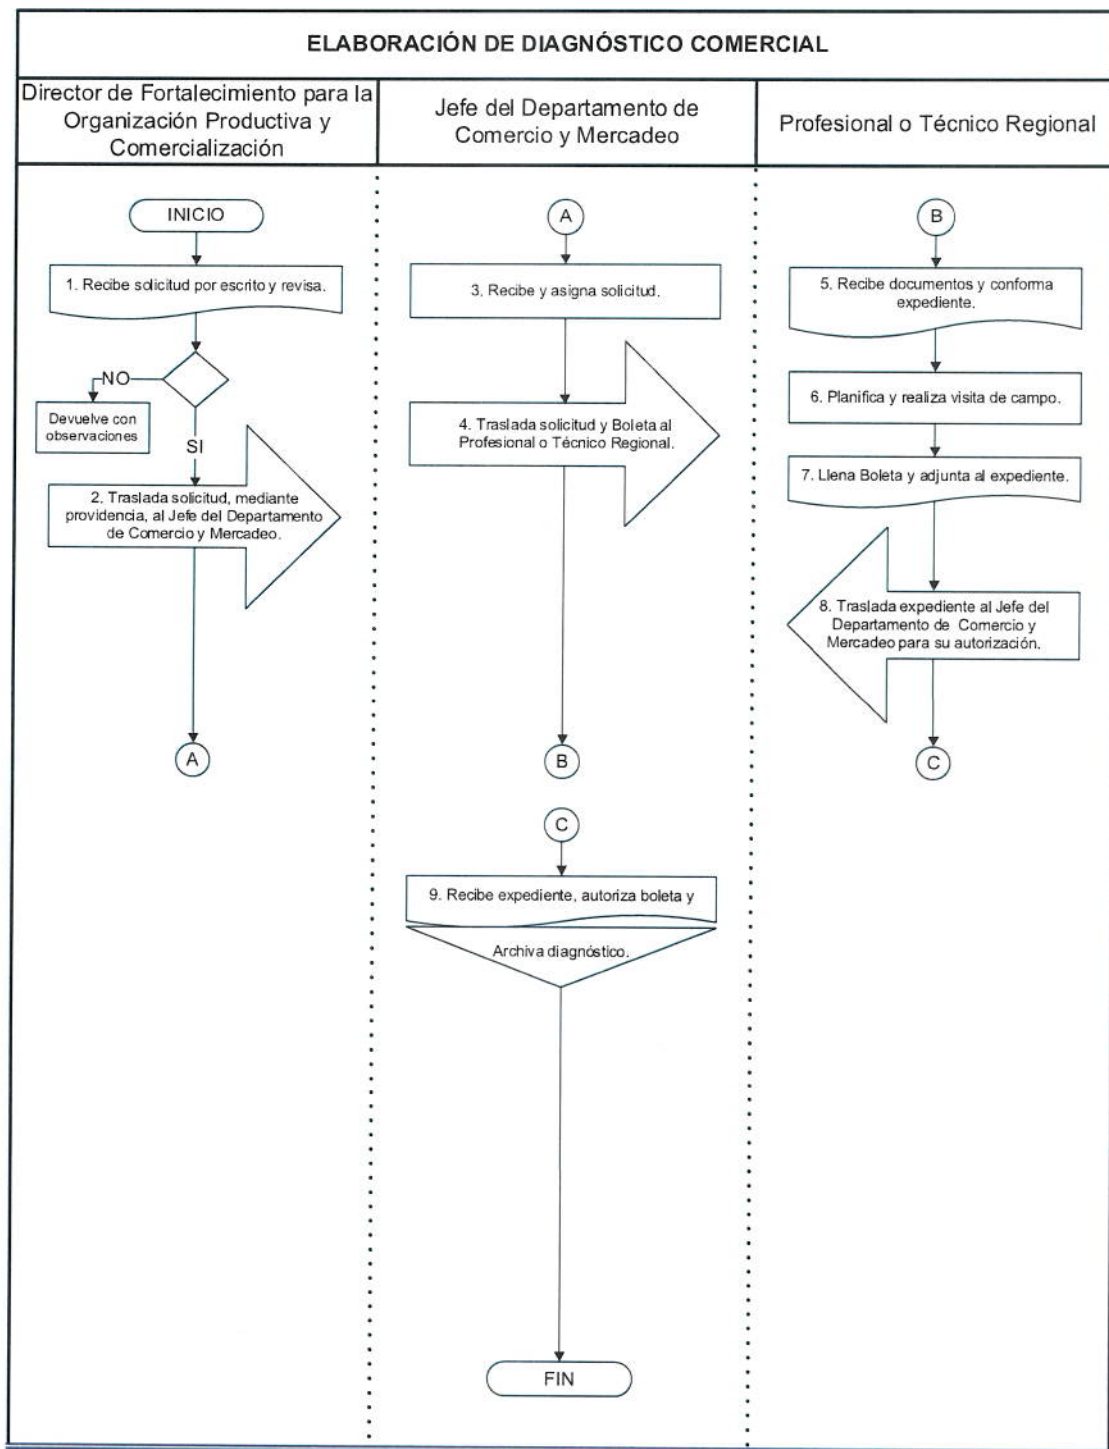 ELABORACIÓN DE DIAGNÓSTICO COMERCIAL
Director de Fortalecimiento para la
Organización Productiva y
Comercialización
Jefe del Departamento de
Comercio y Mercadeo
Profesional o Técnico Regional
INICIO
1. Recibe solicitud por escrito y revisa.
NO
Devuelve con
observaciones
SI
2. Traslada solicitud, mediante
providencia, al Jefe del Departamento
de Comercio y Mercadeo.
A
A
3. Recibe y asigna solicitud.
4. Traslada solicitud y Boleta al
Profesional o Técnico Regional.
B
B
5. Recibe documentos y conforma
expediente.
6. Planifica y realiza visita de campo.
7. Llena Boleta y adjunta al expediente.
8. Traslada expediente al Jefe del
Departamento de Comercio y
Mercadeo para su autorización.
C
C
9. Recibe expediente, autoriza boleta y
Archiva diagnóstico.
FIN